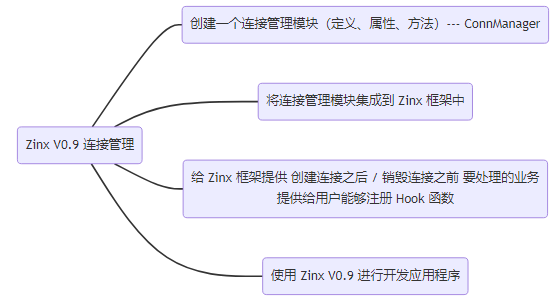 创建一个连接管理模块（定义、属性、方法）--- ConnManager
将连接管理模块集成到 Zinx 框架中
Zinx V0.9 连接管理
给 Zinx 框架提供 创建连接之后 / 销毁连接之前 要处理的业务
提供给用户能够注册 Hook 函数
使用 Zinx V0.9 进行开发应用程序